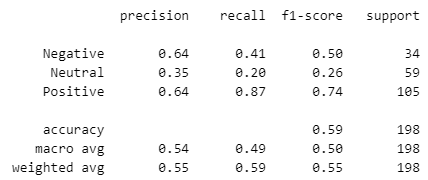 precision recall f1-score support
Negative 0.64 0.41 0.50 34
Neutral 0.35 0.20 0.26 59
Positive 0.64 0.87 0.74 105
accuracy 0.59 198
macro avg 0.54 0.49 0.50 198
weighted avg 0.55 0.59 0.55 198